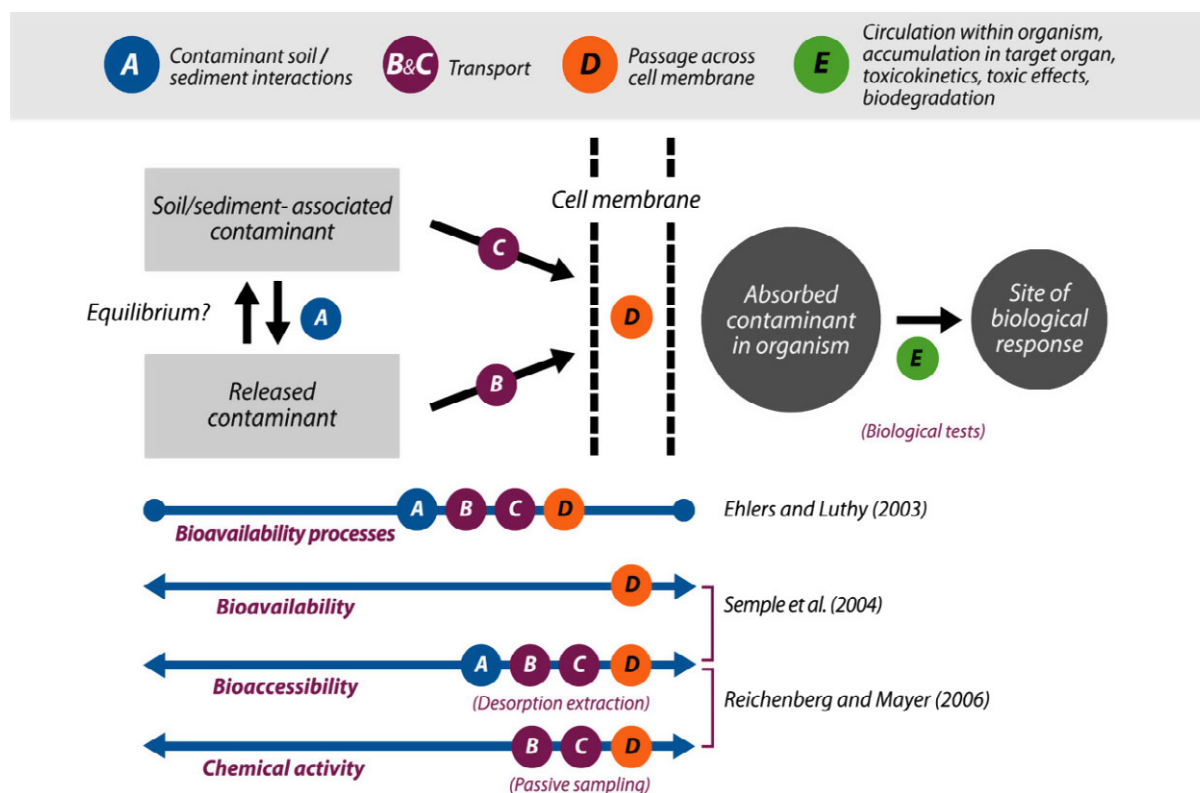 A
Contaminant soil /
sediment interactions
B&C
Transport
D
Passage across
cell membrane
E
Circulation within organism,
accumulation in target organ,
toxicokinetics, toxic effects,
biodegradation
Soil/sediment- associated
contaminant
C
Cell membrane
Equilibrium?
A
D
Absorbed
contaminant
in organism
E
Site of
biological
response
Released
contaminant
B
(Biological tests)
A B C D
Bioavailability processes
Ehlers and Luthy (2003)
D
Bioavailability
Semple et al. (2004)
A B C D
Bioaccessibility
(Desorption extraction)
Reichenberg and Mayer (2006)
B C D
Chemical activity
(Passive sampling)